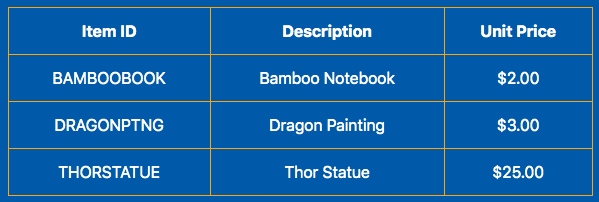 Item ID Description Unit Price
BAMBOOBOOK Bamboo Notebook $2.00
DRAGONPTNG Dragon Painting $3.00
THORSTATUE Thor Statue $25.00